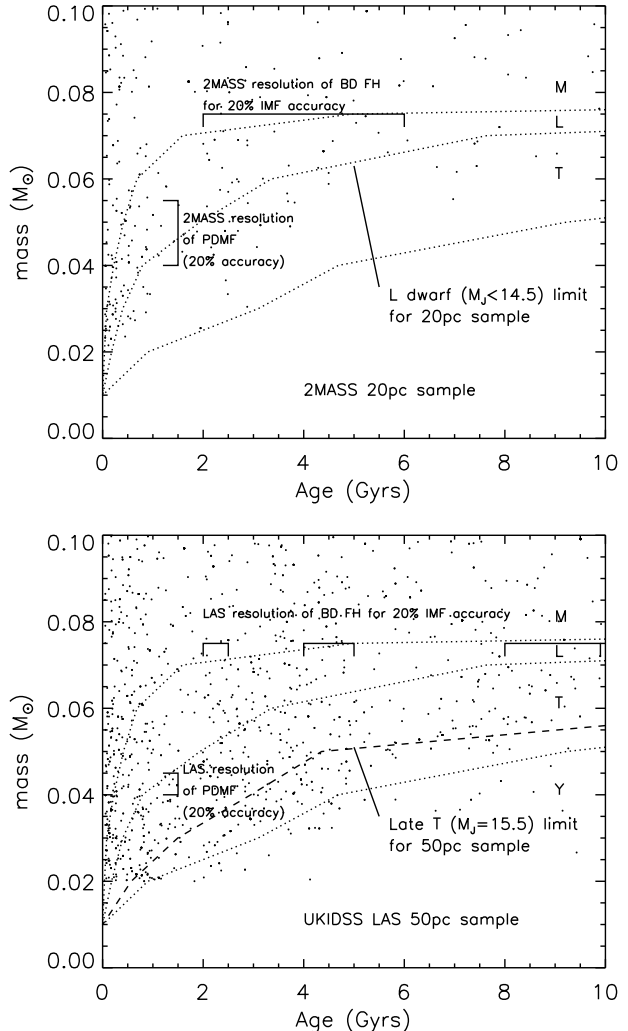 0.10
0.08
0.06
0.04
0.02
0.00
mass (M☉)
2MASS resolution of BD FH
for 20% IMF accuracy
M
L
T
2MASS resolution
of PDMF
(20% accuracy)
L dwarf (MJ<14.5) limit
for 20pc sample
2MASS 20pc sample
0 2 4 6 8 10
Age (Gyrs)
0.10
0.08
0.06
0.04
0.02
0.00
mass (M☉)
LAS resolution of BD FH for 20% IMF accuracy
M
L
T
Y
LAS resolution
of PDMF
(20% accuracy)
Late T (MJ=15.5) limit
for 50pc sample
UKIDSS LAS 50pc sample
0 2 4 6 8 10
Age (Gyrs)